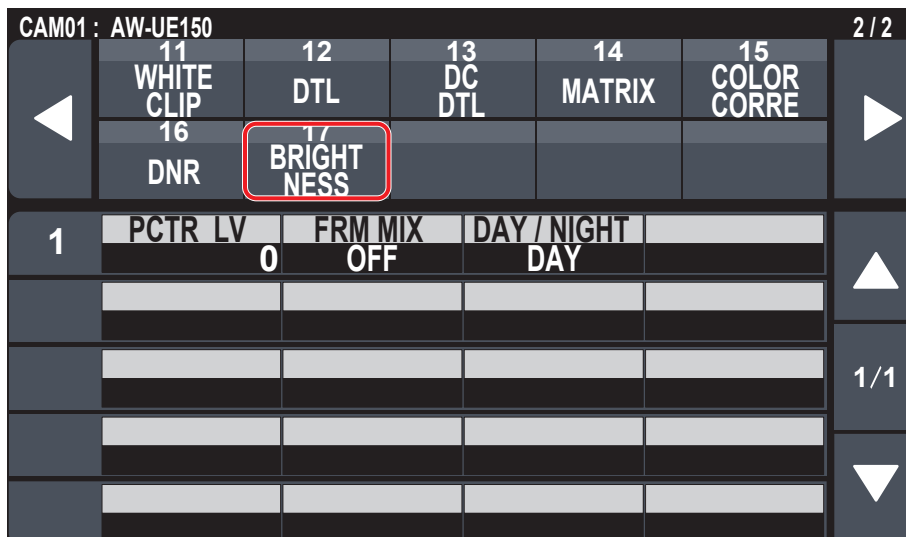 CAM01 : AW-UE150 2 / 2
11 12 13 14 15
WHITE CLIP DTL DC DTL MATRIX COLOR CORRE
16 17
DNR BRIGHT NESS
1 PCTR LV FRM MIX DAY / NIGHT
0 OFF DAY
1/1